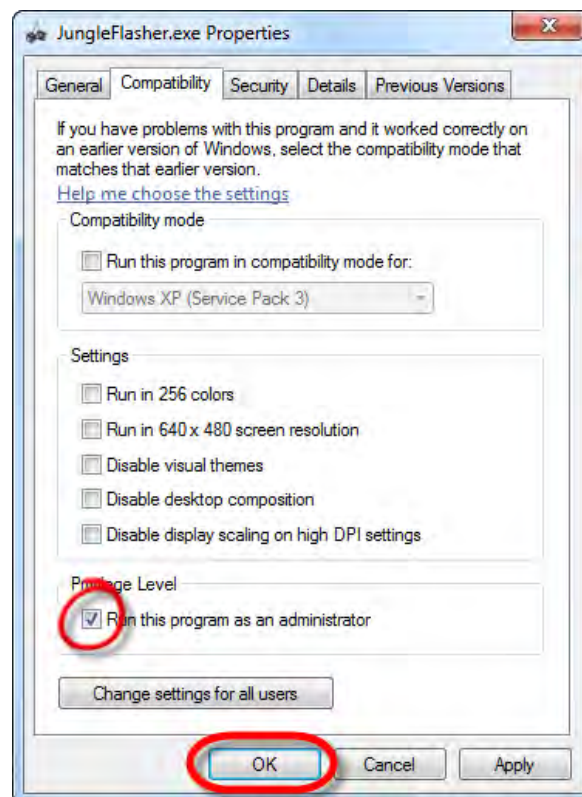 JungleFlasher.exe Properties
General Compatibility Security Details Previous Versions
If you have problems with this program and it worked correctly on
an earlier version of Windows, select the compatibility mode that
matches that earlier version.
Help me choose the settings
Compatibility mode
Run this program in compatibility mode for:
Windows XP (Service Pack 3)
Settings
Run in 256 colors
Run in 640 x 480 screen resolution
Disable visual themes
Disable desktop composition
Disable display scaling on high DPI settings
Privilege Level
Run this program as an administrator
Change settings for all users
OK Cancel Apply